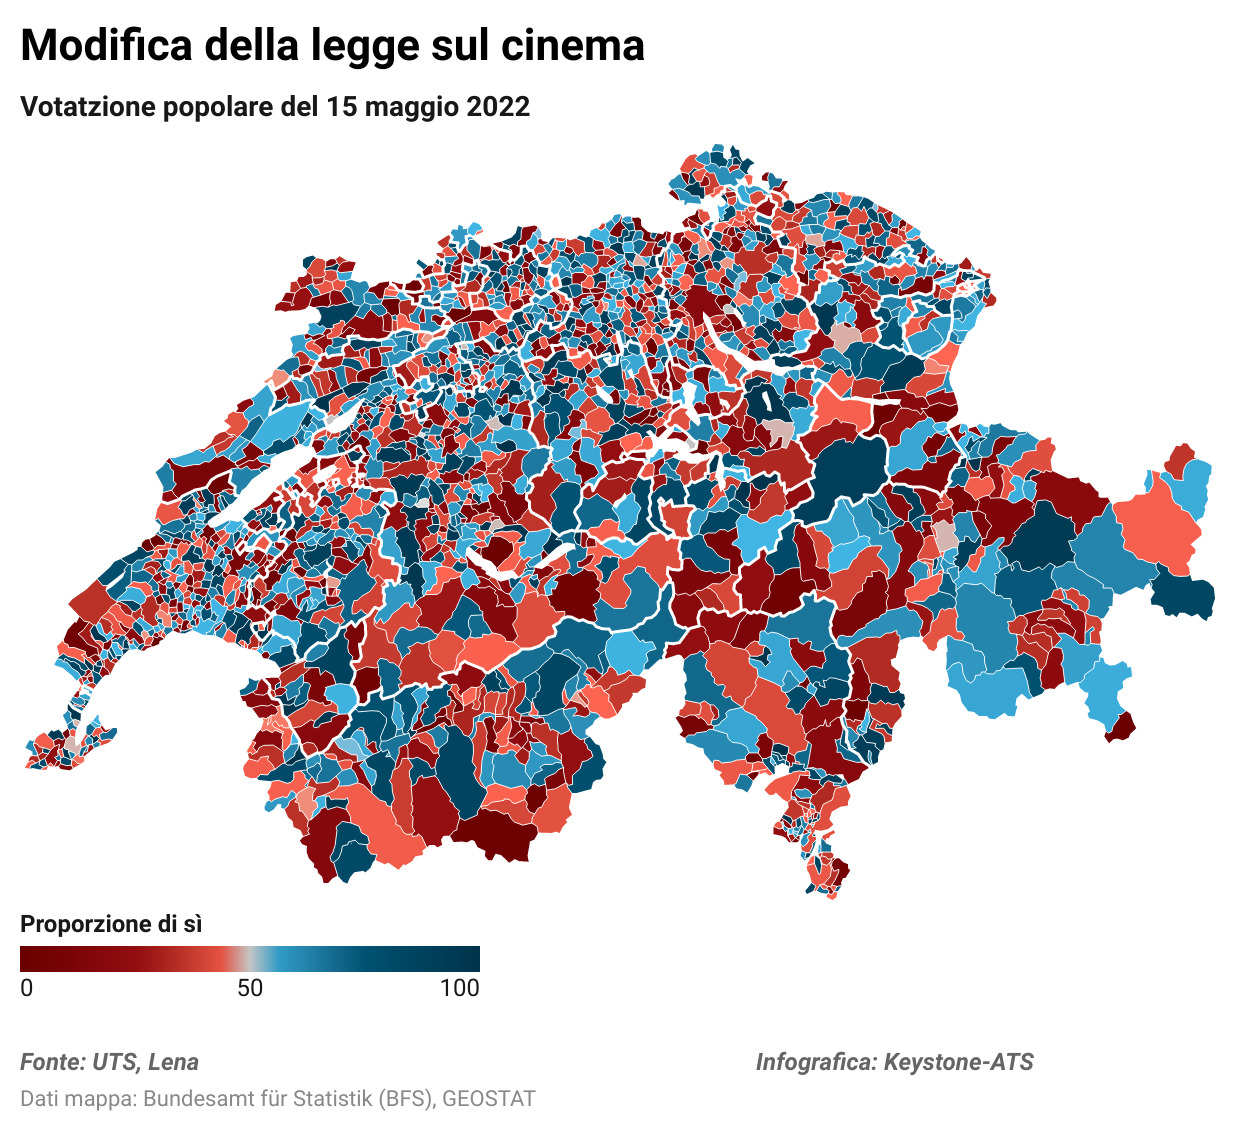 Modifica della legge sul cinema
Votatzione popolare del 15 maggio 2022
Proporzione di sì
0 50 100
Fonte: UTS, Lena Infografica: Keystone-ATS
Dati mappa: Bundesamt für Statistik (BFS), GEOSTAT